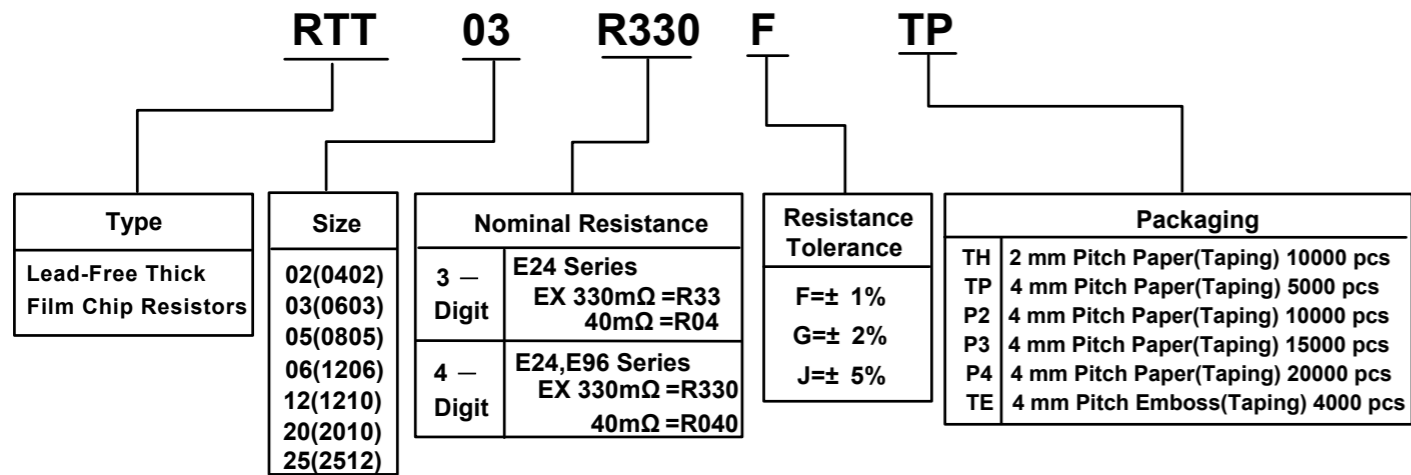 RTT 03 R330 F TP
Type
Lead-Free Thick
Film Chip Resistors
Size
02(0402)
03(0603)
05(0805)
06(1206)
12(1210)
20(2010)
25(2512)
Nominal Resistance
3 — Digit
E24 Series
EX 330mΩ =R33
40mΩ =R04
4 — Digit
E24,E96 Series
EX 330mΩ =R330
40mΩ =R040
Resistance
Tolerance
F=± 1%
G=± 2%
J=± 5%
Packaging
TH 2 mm Pitch Paper(Taping) 10000 pcs
TP 4 mm Pitch Paper(Taping) 5000 pcs
P2 4 mm Pitch Paper(Taping) 10000 pcs
P3 4 mm Pitch Paper(Taping) 15000 pcs
P4 4 mm Pitch Paper(Taping) 20000 pcs
TE 4 mm Pitch Emboss(Taping) 4000 pcs